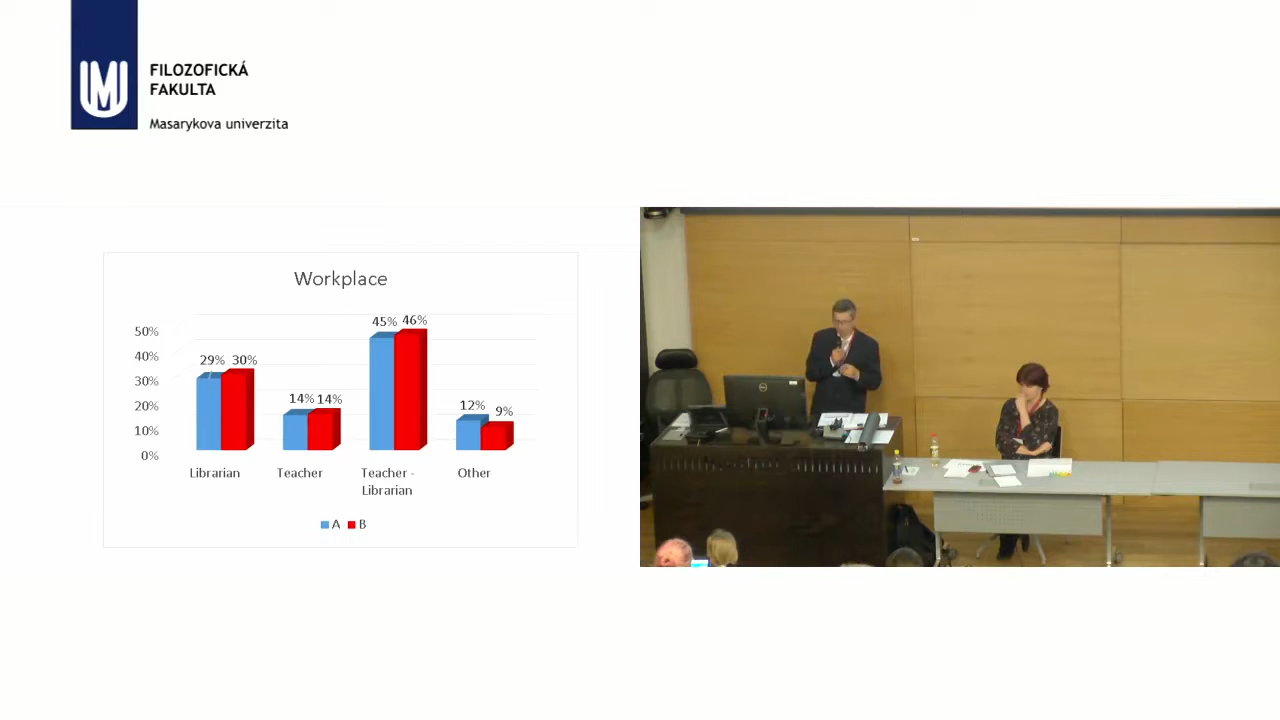 FILOZOFICKÁ
FAKULTA
Masarykova univerzita
Workplace
50%
40%
30%
20%
10%
0%
29% 30%
14% 14%
45% 46%
12% 9%
Librarian
Teacher
Teacher -
Librarian
Other
A B